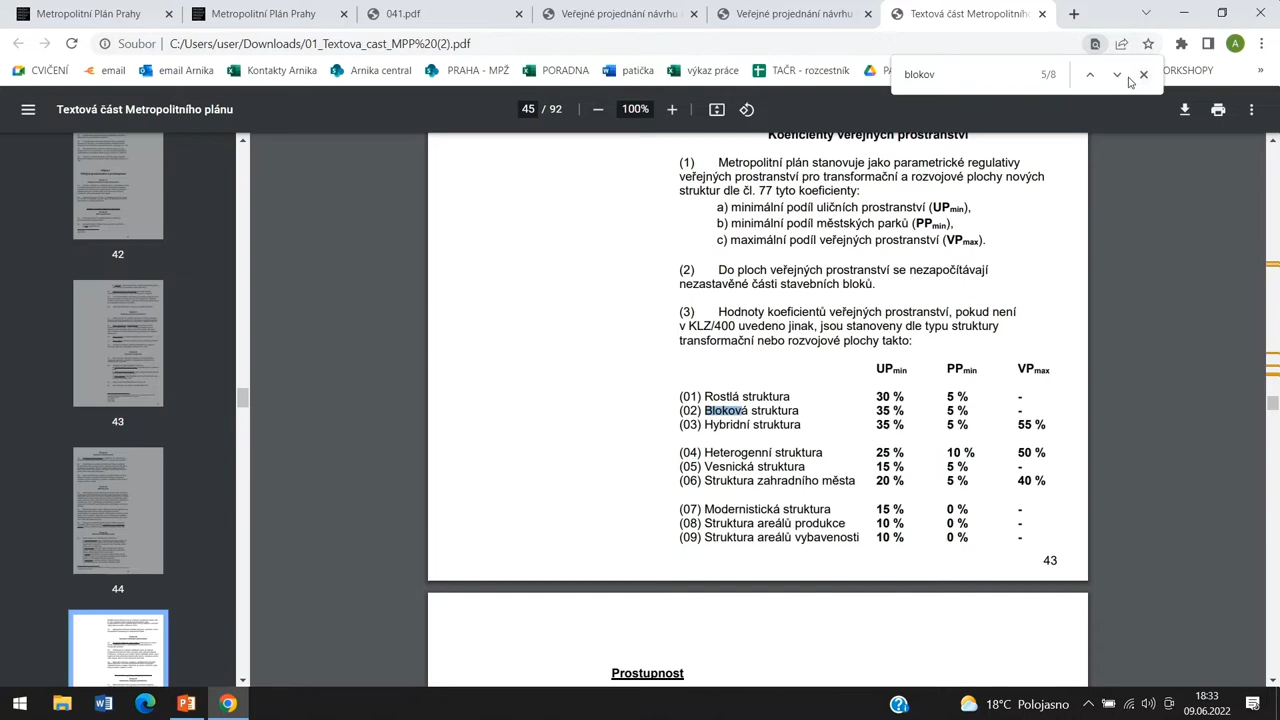 Metropolitní Plán Prahy
Metropolitní Plán Prahy
141.pdf
Veřejné projednání návrhu
Veřejné projednání návrhu
Textová část Metropolitního
Soubor | C:/Users/user/Downloads/01_Textova_cast_MPP%20(2).pdf
A
CVIČENÍ
email
email Arnika
Kontakty Arnika
PRAHA - MPŽ
PORADNA
patička
výkaz práce
TAČR - rozcestník
blokov 5/8
Textová část Metropolitního plánu
45 / 92
100%
42
43
44
Koeficienty veřejných prostranství
(1) Metropolitní plán stanovuje jako parametrické regulativy
veřejných prostranství pro transformační a rozvojové plochy nových
struktur dle čl. 77 tyto koeficienty:
a) minimální podíl uličních prostranství (UPmin),
b) minimální podíl městských parků (PPmin),
c) maximální podíl veřejných prostranství (VPmax).
(2) Do ploch veřejných prostranství se nezapočítávají
nezastavěné části stavebních bloků.
(3) Hodnoty koeficientů veřejných prostranství, pokud není
v KLZ/400 uvedeno jinak, jsou stanoveny dle typu struktury
transformační nebo rozvojové plochy takto:
UPmin PPmin VPmax
(01) Rostlá struktura 30 % 5 % -
(02) Bloková struktura 35 % 5 % -
(03) Hybridní struktura 35 % 5 % 55 %
(04) Heterogenní struktura 25 % 10 % 50 %
(05) Vesnická struktura 15 % 5 % -
(06) Struktura zahradního města 20 % 5 % 40 %
(07) Modernistická struktura 15 % 0 % -
(08) Struktura areálů produkce 10 % 0 % -
(09) Struktura areálů vybavenosti 10 % 0 % -
43
Prostupnost
18°C Polojasno
18:33
09.06.2022